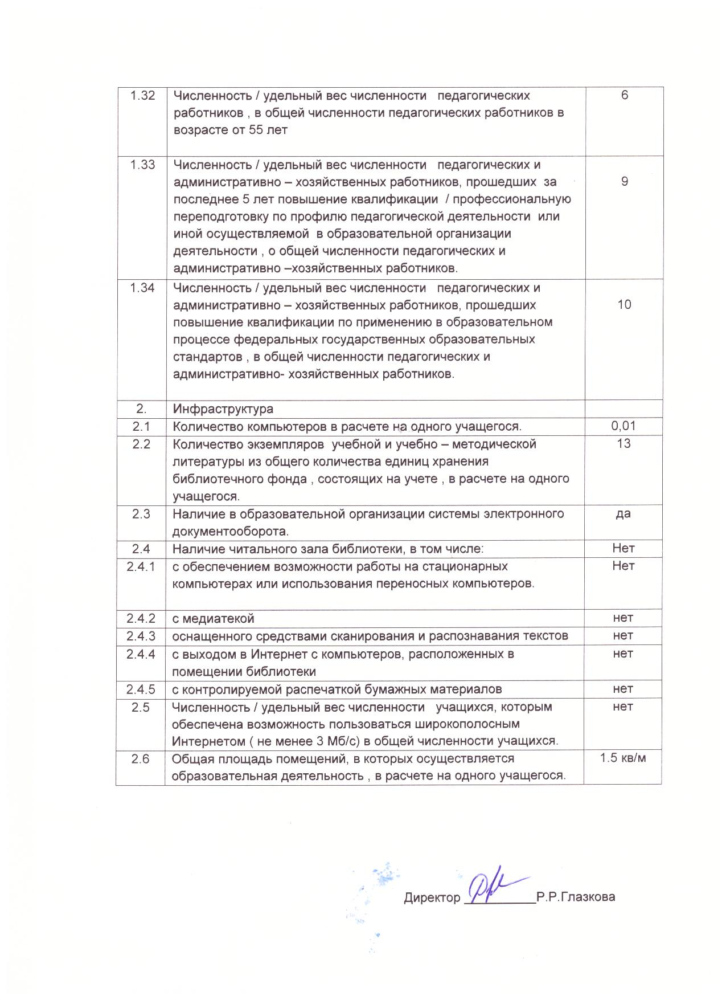 1.32 Численность / удельный вес численности педагогических 6
работников , в общей численности педагогических работников в
возрасте от 55 лет
1.33 Численность / удельный вес численности педагогических и
административно – хозяйственных работников, прошедших за 9
последнее 5 лет повышение квалификации / профессиональную
переподготовку по профилю педагогической деятельности или
иной осуществляемой в образовательной организации
деятельности , о общей численности педагогических и
административно –хозяйственных работников.
1.34 Численность / удельный вес численности педагогических и
административно – хозяйственных работников, прошедших 10
повышение квалификации по применению в образовательном
процессе федеральных государственных образовательных
стандартов , в общей численности педагогических и
административно- хозяйственных работников.
2. Инфраструктура
2.1 Количество компьютеров в расчете на одного учащегося. 0,01
2.2 Количество экземпляров учебной и учебно – методической 13
литературы из общего количества единиц хранения
библиотечного фонда , состоящих на учете , в расчете на одного
учащегося.
2.3 Наличие в образовательной организации системы электронного да
документооборота.
2.4 Наличие читального зала библиотеки, в том числе: Нет
2.4.1 с обеспечением возможности работы на стационарных Нет
компьютерах или использования переносных компьютеров.
2.4.2 с медиатекой нет
2.4.3 оснащенного средствами сканирования и распознавания текстов нет
2.4.4 с выходом в Интернет с компьютеров, расположенных в нет
помещении библиотеки
2.4.5 с контролируемой распечаткой бумажных материалов нет
2.5 Численность / удельный вес численности учащихся, которым нет
обеспечена возможность пользоваться широкополосным
Интернетом ( не менее 3 Мб/с) в общей численности учащихся.
2.6 Общая площадь помещений, в которых осуществляется 1.5 кв/м
образовательная деятельность , в расчете на одного учащегося.
Директор __________Р.Р.Глазкова